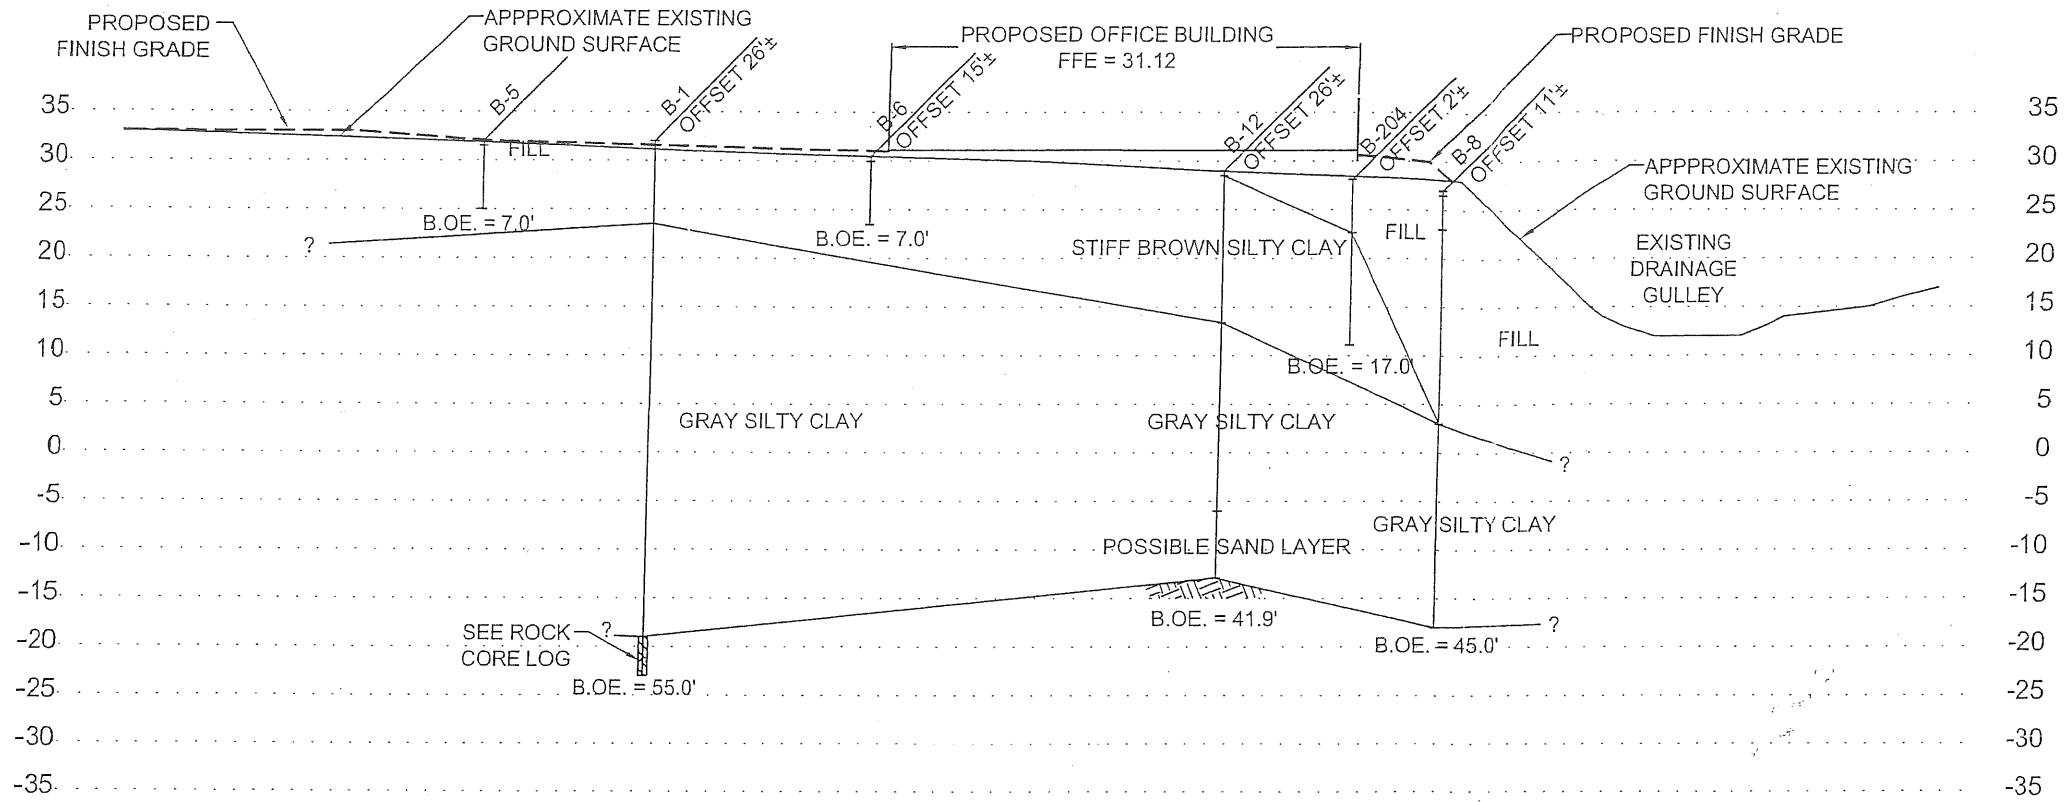 PROPOSED
FINISH GRADE
APPPROXIMATE EXISTING
GROUND SURFACE
PROPOSED OFFICE BUILDING
FFE = 31.12
PROPOSED FINISH GRADE
B-5
B-1
OFFSET 26'±
B-6
OFFSET 15'±
B-12
OFFSET 26'±
B-204
OFFSET 2'±
B-8
OFFSET 11'±
35 35
30 30
25 25
20 20
15 15
10 10
5 5
0 0
-5 -5
-10 -10
-15 -15
-20 -20
-25 -25
-30 -30
-35 -35
FILL
APPPROXIMATE EXISTING
GROUND SURFACE
B.OE. = 7.0'
B.OE. = 7.0'
?
STIFF BROWN SILTY CLAY
FILL
EXISTING
DRAINAGE
GULLEY
FILL
B.OE. = 17.0'
GRAY SILTY CLAY
GRAY SILTY CLAY
?
GRAY SILTY CLAY
POSSIBLE SAND LAYER
B.OE. = 41.9'
SEE ROCK
CORE LOG
?
?
B.OE. = 45.0'
B.OE. = 55.0'